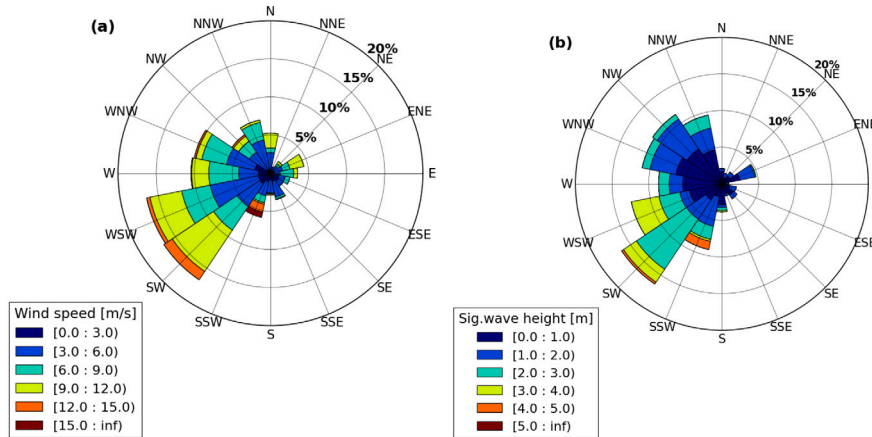 (a)
N
NNE
NE
ENE
E
ESE
SE
SSE
S
SSW
SW
WSW
W
WNW
NW
NNW
5%
10%
15%
20%
Wind speed [m/s]
[0.0 : 3.0)
[3.0 : 6.0)
[6.0 : 9.0)
[9.0 : 12.0)
[12.0 : 15.0)
[15.0 : inf)
(b)
N
NNE
NE
ENE
E
ESE
SE
SSE
S
SSW
SW
WSW
W
WNW
NW
NNW
5%
10%
15%
20%
Sig.wave height [m]
[0.0 : 1.0)
[1.0 : 2.0)
[2.0 : 3.0)
[3.0 : 4.0)
[4.0 : 5.0)
[5.0 : inf)